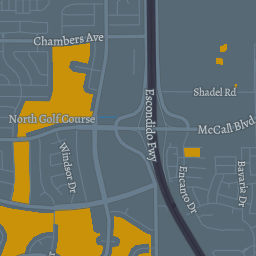 Chambers Ave
Shadel Rd
North Golf Course
Escondido Fwy
McCall Blvd
Windsor Dr
Encanto Dr
Bavaria Dr